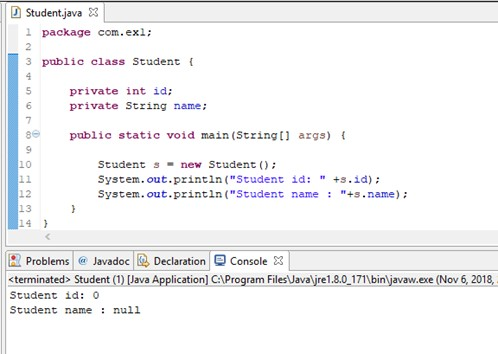 Student.java
1 package com.exl;
2
3 public class Student {
4
5     private int id;
6     private String name;
7
8     public static void main(String[] args) {
9
10         Student s = new Student();
11         System.out.println("Student id: " +s.id);
12         System.out.println("Student name : "+s.name);
13     }
14 }
Problems @ Javadoc Declaration Console
<terminated> Student (1) [Java Application] C:\Program Files\Java\jre1.8.0_171\bin\javaw.exe (Nov 6, 2018,
Student id: 0
Student name : null